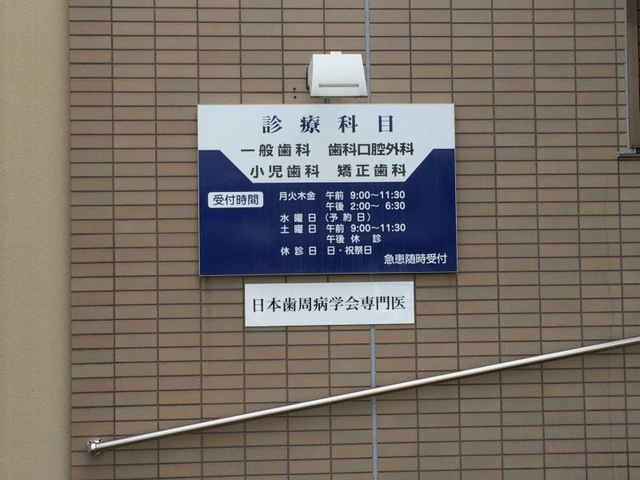 診療科目
一般歯科 歯科口腔外科
小児歯科 矯正歯科
受付時間 月火木金 午前 9:00〜11:30
午後 2:00〜 6:30
水曜日（予約日）
土曜日 午前 9:00〜11:30
午後 休診
休診日 日・祝祭日
急患随時受付
日本歯周病学会専門医